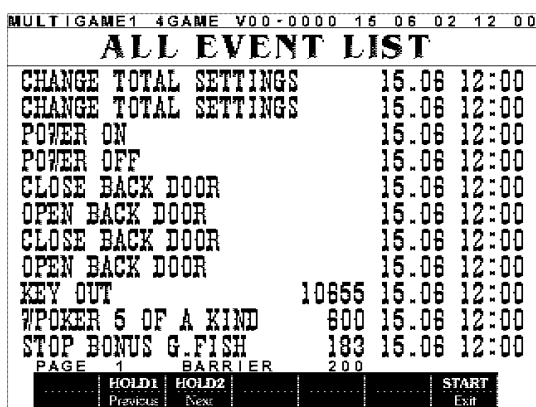 MULTIGAME1 4GAME V00-0000 15 06 02 12 00
ALL EVENT LIST
CHANGE TOTAL SETTINGS 15.06 12:00
CHANGE TOTAL SETTINGS 15.06 12:00
POWER ON 15.06 12:00
POWER OFF 15.06 12:00
CLOSE BACK DOOR 15.06 12:00
OPEN BACK DOOR 15.06 12:00
CLOSE BACK DOOR 15.06 12:00
OPEN BACK DOOR 15.06 12:00
KEY OUT 10655 15.06 12:00
WPOKER 5 OF A KIND 600 15.06 12:00
STOP BONUS G.FISH 183 15.06 12:00
PAGE 1 BARRIER 200
HOLD1 HOLD2 START
Previous Next Exit